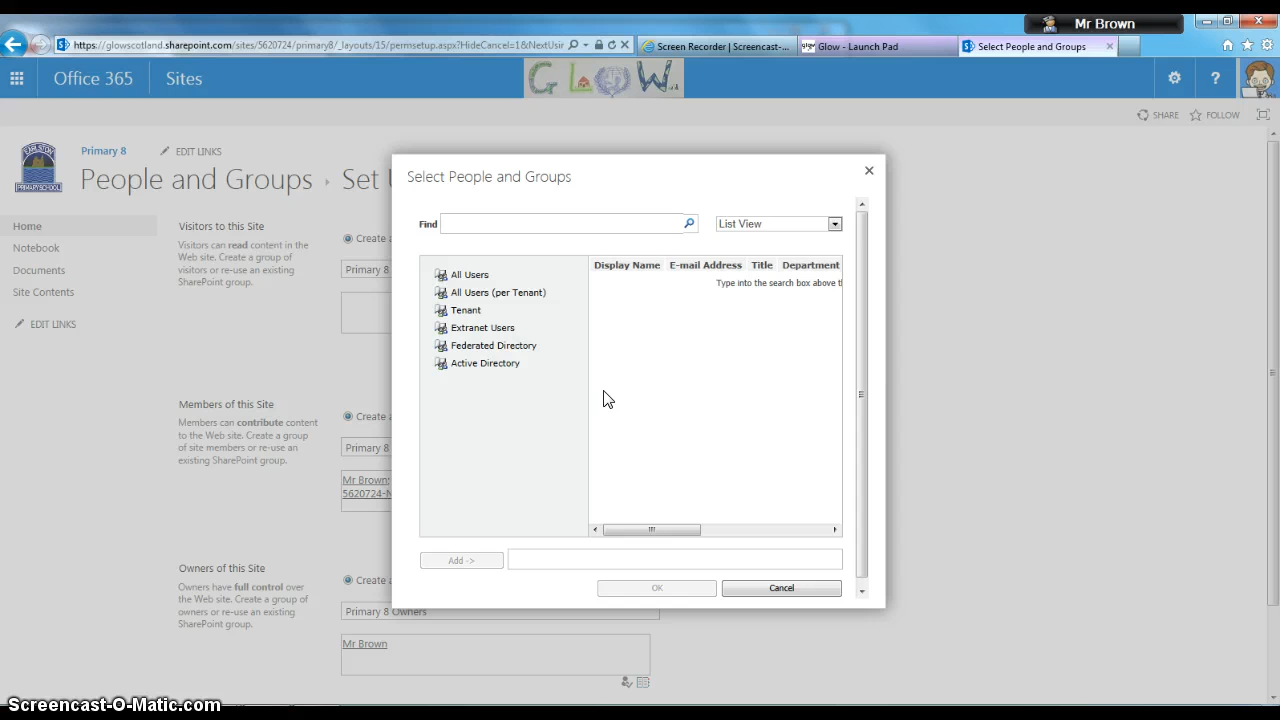 Mr Brown
https://glowscotland.sharepoint.com/sites/5620724/primary8/_layouts/15/permsetup.aspx?HideCancel=1&NextUsir
Screen Recorder | Screencast-...
Glow - Launch Pad
Select People and Groups
Office 365
Sites
GLOW
?
SHARE
FOLLOW
Primary 8
EDIT LINKS
People and Groups › Set U
Home
Notebook
Documents
Site Contents
EDIT LINKS
Visitors to this Site
Visitors can read content in the
Web site. Create a group of
visitors or re-use an existing
SharePoint group.
Create a
Primary 8
Members of this Site
Members can contribute content
to the Web site. Create a group
of site members or re-use an
existing SharePoint group.
Create a
Primary 8
Mr Brown;
5620724-M
Owners of this Site
Owners have full control over
the Web site. Create a group of
owners or re-use an existing
SharePoint group.
Create a
Primary 8 Owners
Mr Brown
Select People and Groups
Find
List View
All Users
All Users (per Tenant)
Tenant
Extranet Users
Federated Directory
Active Directory
Display Name E-mail Address Title Department
Type into the search box above t
Add ->
OK
Cancel
Screencast-O-Matic.com